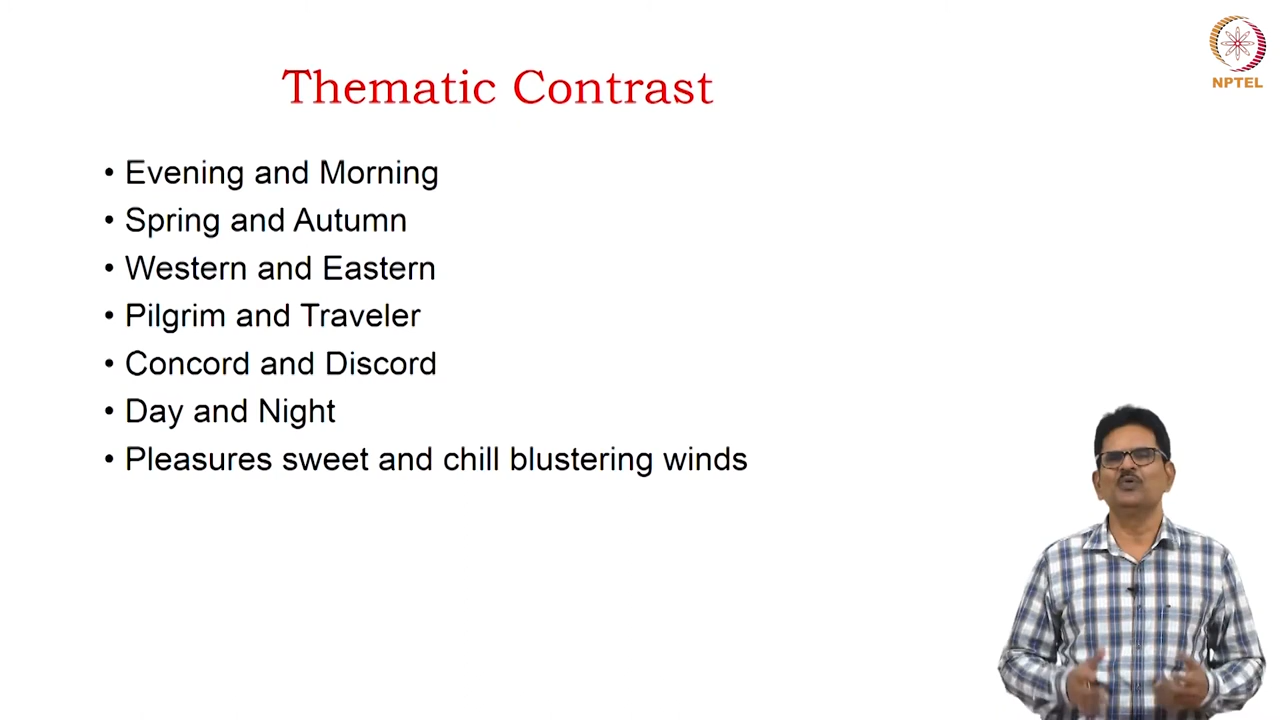 NPTEL
Thematic Contrast
• Evening and Morning
• Spring and Autumn
• Western and Eastern
• Pilgrim and Traveler
• Concord and Discord
• Day and Night
• Pleasures sweet and chill blustering winds